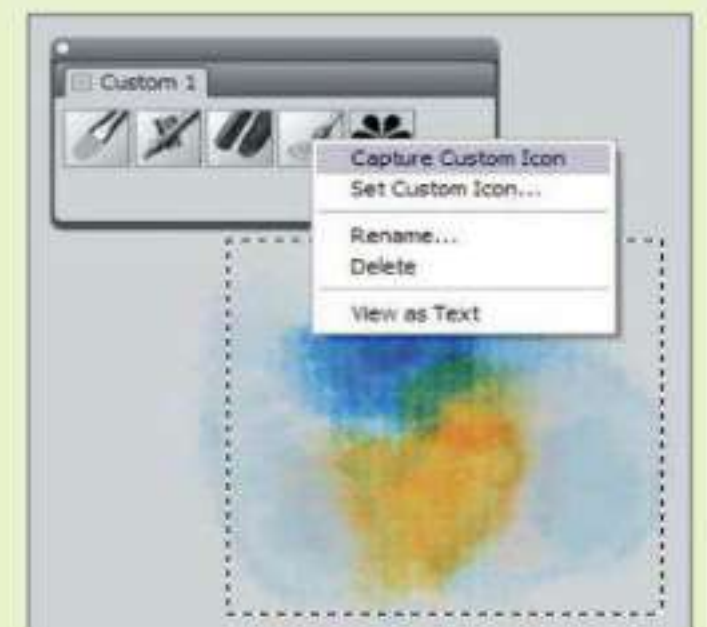 Custom 1
Capture Custom Icon
Set Custom Icon...
Rename...
Delete
View as Text